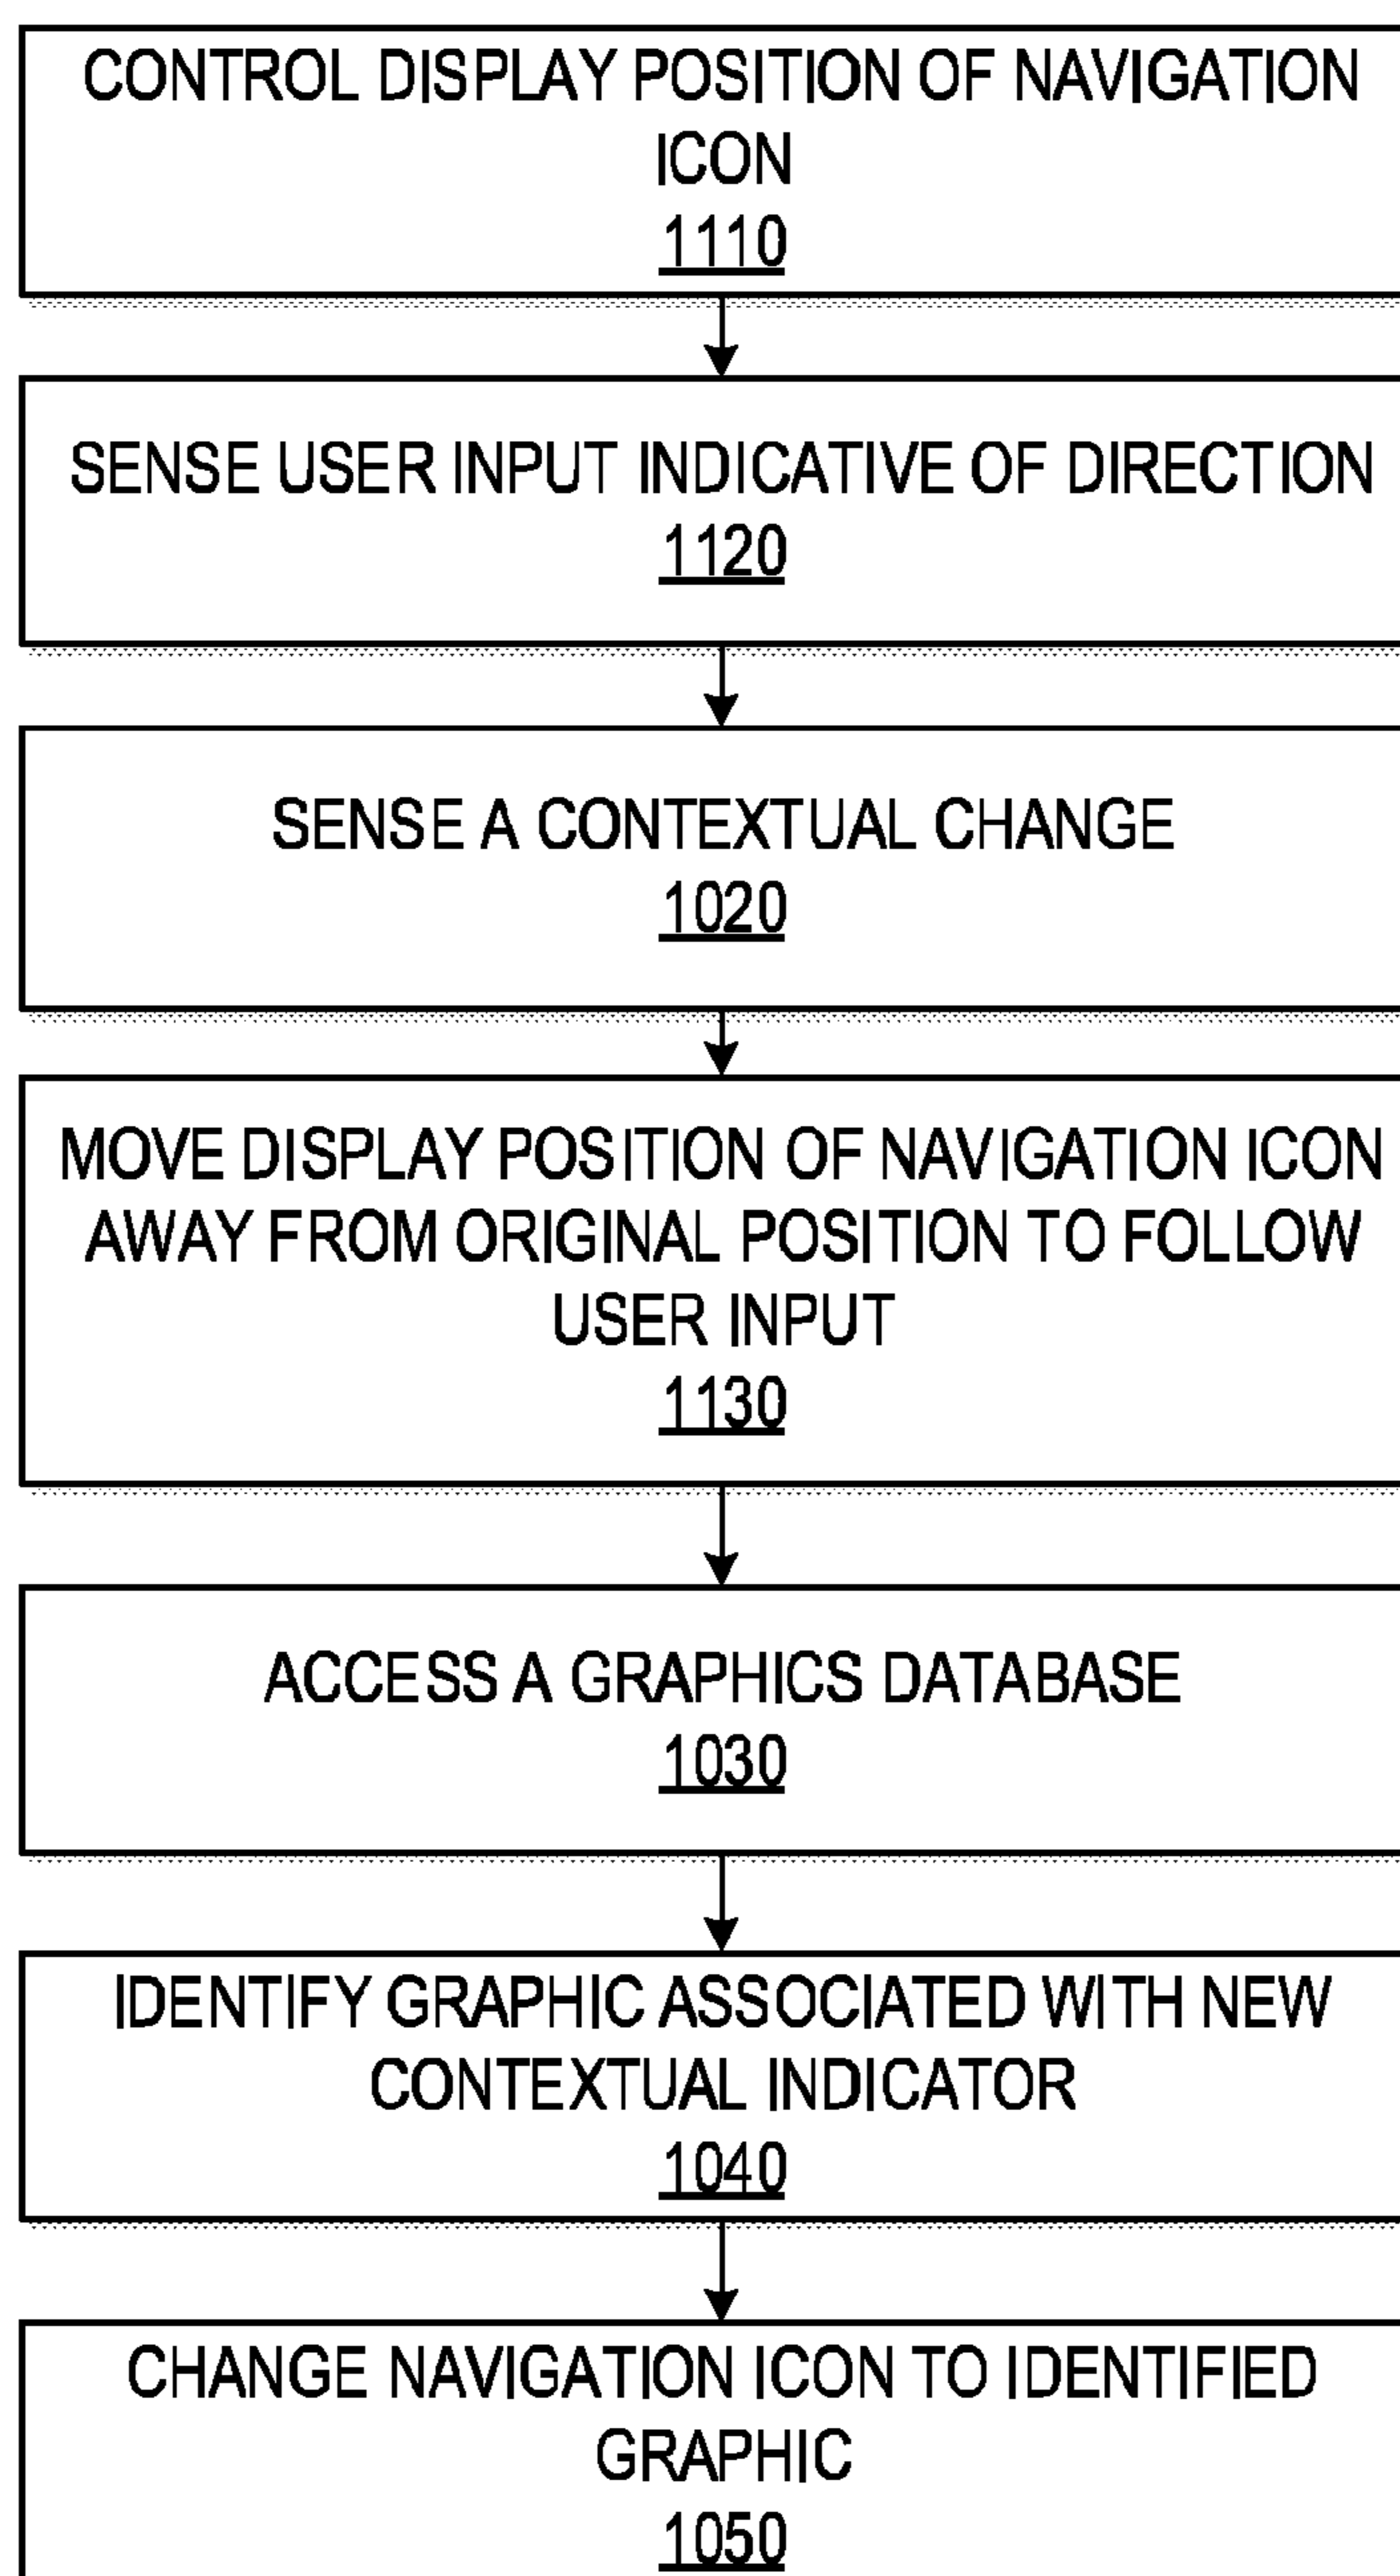 CONTROL DISPLAY POSITION OF NAVIGATION
ICON
1110
SENSE USER INPUT INDICATIVE OF DIRECTION
1120
SENSE A CONTEXTUAL CHANGE
1020
MOVE DISPLAY POSITION OF NAVIGATION ICON
AWAY FROM ORIGINAL POSITION TO FOLLOW
USER INPUT
1130
ACCESS A GRAPHICS DATABASE
1030
IDENTIFY GRAPHIC ASSOCIATED WITH NEW
CONTEXTUAL INDICATOR
1040
CHANGE NAVIGATION ICON TO IDENTIFIED
GRAPHIC
1050